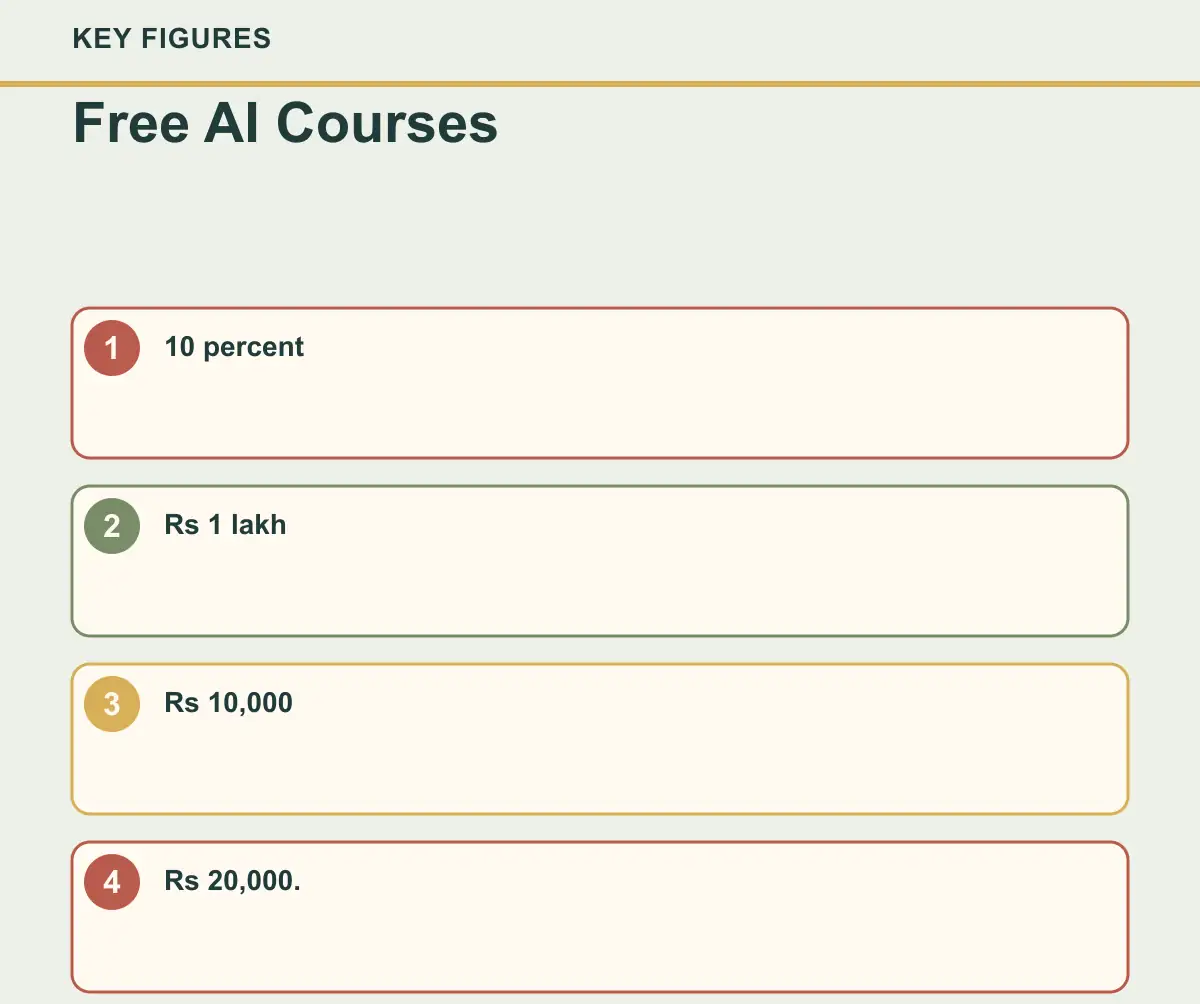 KEY FIGURES
Free AI Courses
1
10 percent
2
Rs 1 lakh
3
Rs 10,000
4
Rs 20,000.